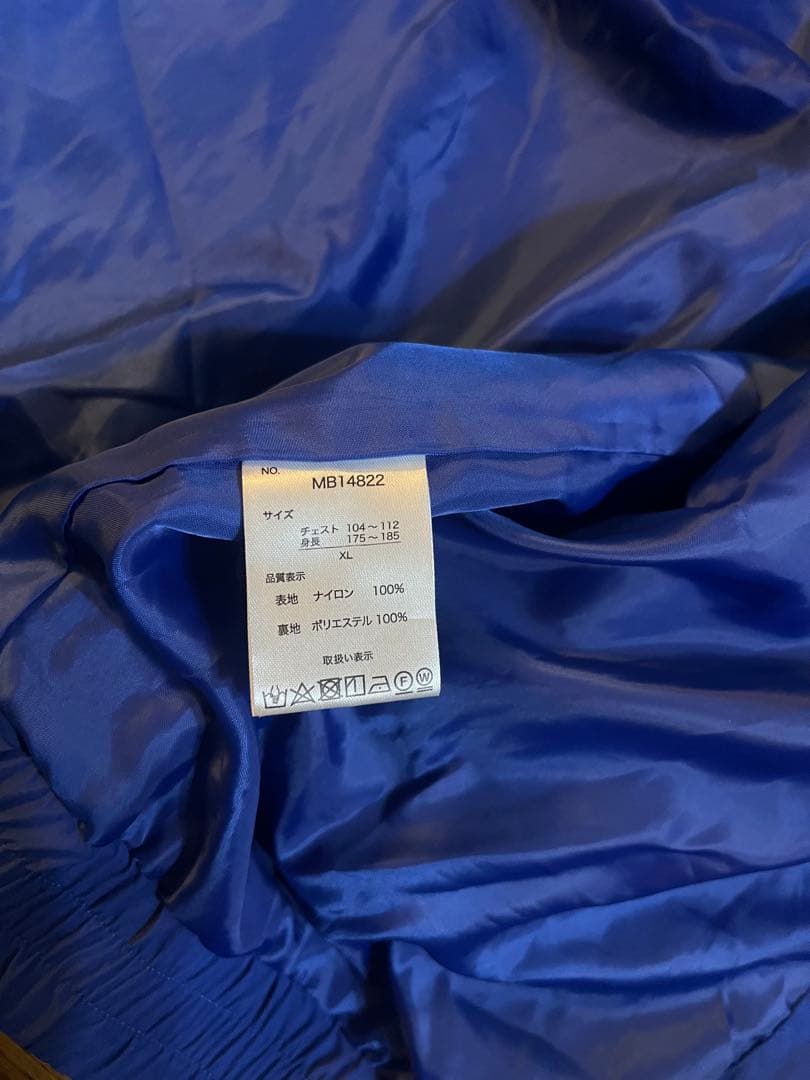 NO.
MB14822
サイズ
チェスト 104〜112
身長 175〜185
XL
品質表示
表地 ナイロン 100%
裏地 ポリエステル 100%
取扱い表示
F W